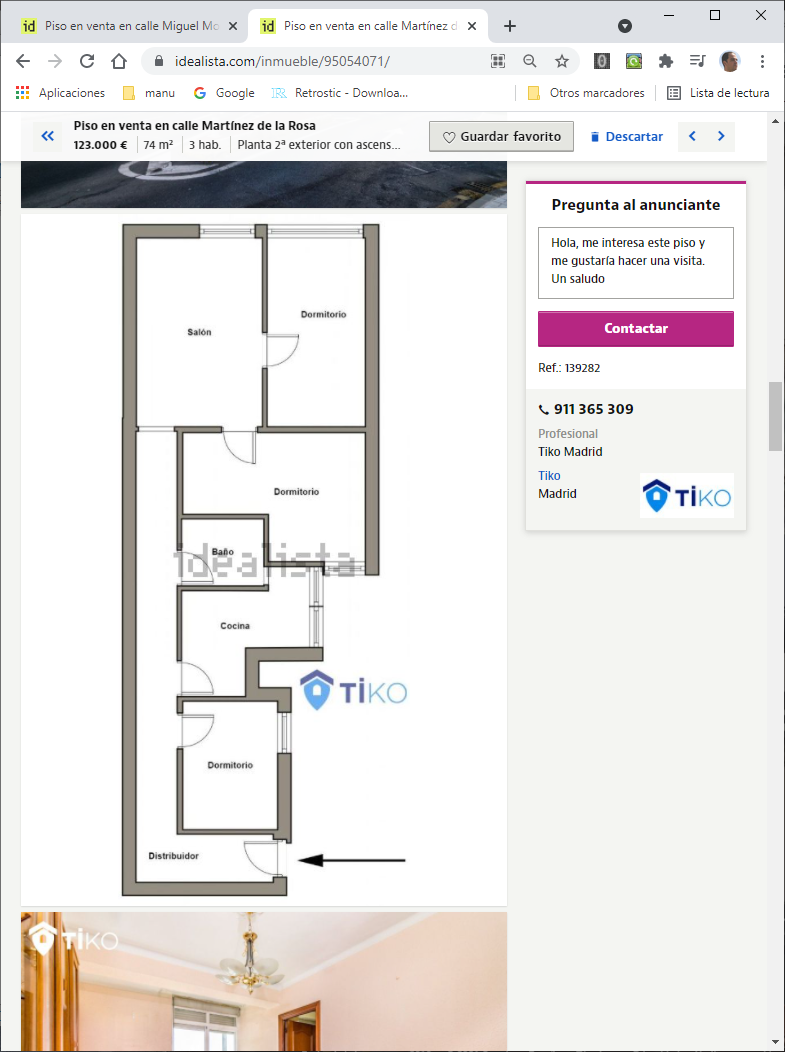 id Piso en venta en calle Miguel Mo
id Piso en venta en calle Martínez d
idealista.com/inmueble/95054071/
Aplicaciones
manu
Google
Retrostic - Downloa...
Otros marcadores
Lista de lectura
Piso en venta en calle Martínez de la Rosa
123.000 € 74 m² 3 hab. Planta 2ª exterior con ascens...
Guardar favorito
Descartar
Salón
Dormitorio
Dormitorio
Baño
idealista
Cocina
TiKO
Dormitorio
Distribuidor
TiKO
Pregunta al anunciante
Hola, me interesa este piso y
me gustaría hacer una visita.
Un saludo
Contactar
Ref.: 139282
911 365 309
Profesional
Tiko Madrid
Tiko
Madrid
TiKO